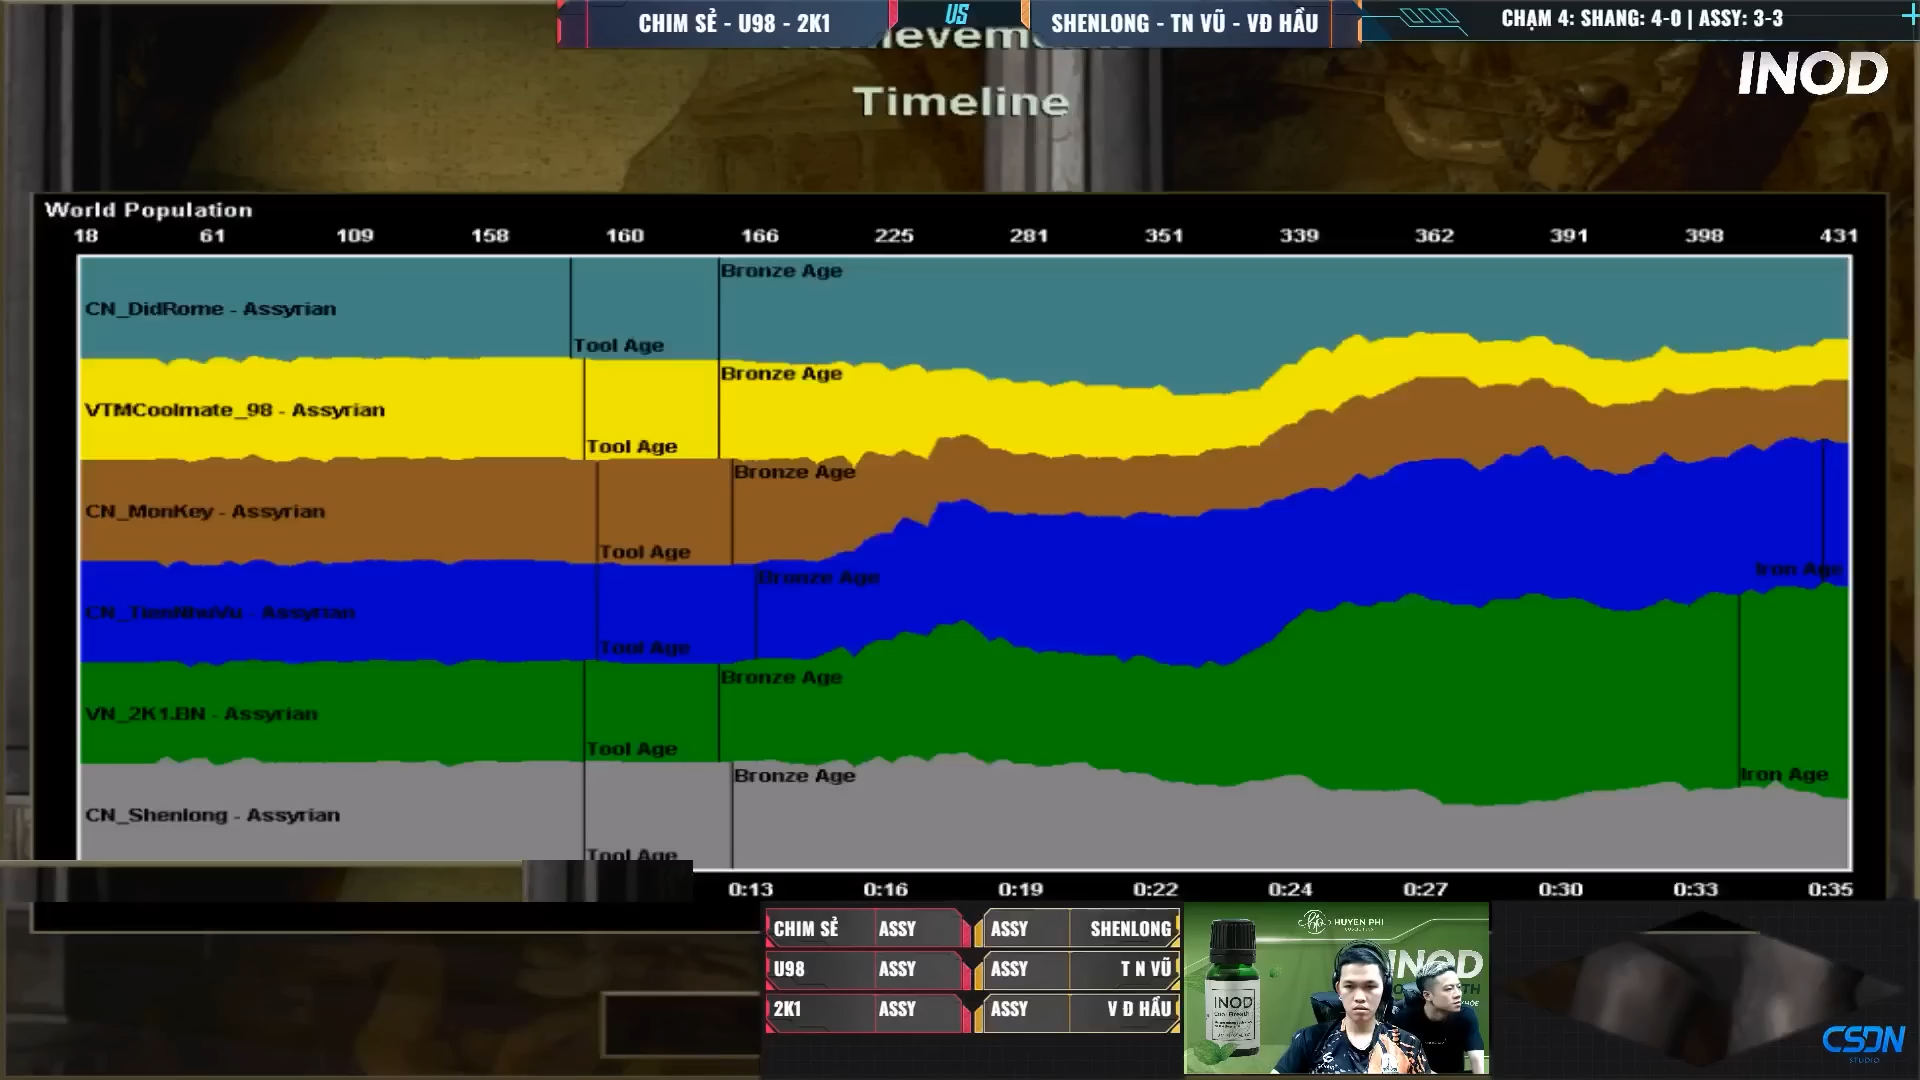 CHIM SẺ - U98 - 2K1
VS
SHENLONG - TN VŨ - VĐ HẦU
CHẠM 4: SHANG: 4-0 | ASSY: 3-3
INOD
Timeline
World Population
18 61 109 158 160 166 225 281 351 339 362 391 398 431
Bronze Age
CN_DidRome - Assyrian
Tool Age
Bronze Age
VTMCoolmate_98 - Assyrian
Tool Age
Bronze Age
CN_MonKey - Assyrian
Tool Age
Bronze Age
Iron Age
CN_TienNhuVu - Assyrian
Tool Age
Bronze Age
VN_2K1.BN - Assyrian
Tool Age
Bronze Age
Iron Age
CN_Shenlong - Assyrian
Tool Age
0:13 0:16 0:19 0:22 0:24 0:27 0:30 0:33 0:35
CHIM SẺ ASSY ASSY SHENLONG
U98 ASSY ASSY T N VŨ
2K1 ASSY ASSY V Đ HẦU
HUYEN PHI
INOD
INOD
CSDN
STUDIO